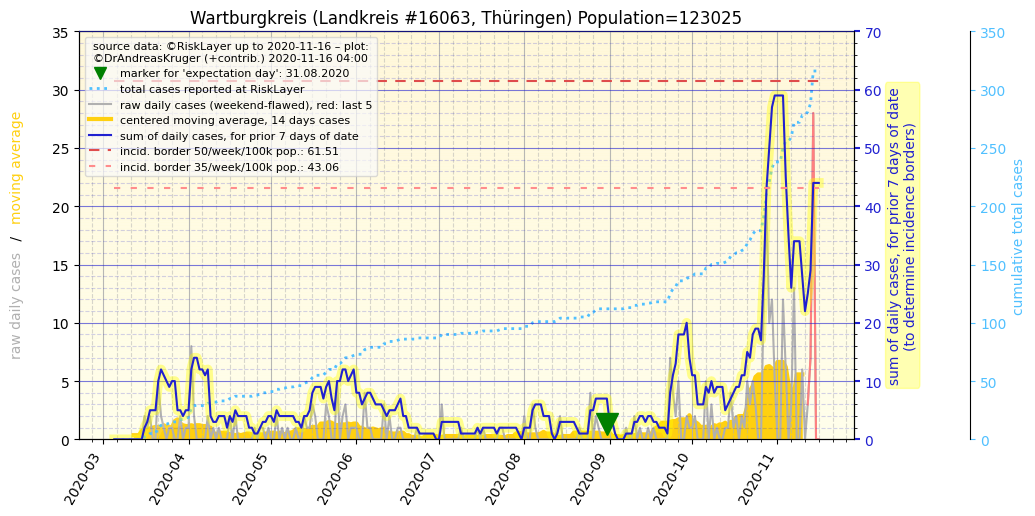 Wartburgkreis (Landkreis #16063, Thüringen) Population=123025
source data: ©RiskLayer up to 2020-11-16 – plot:
©DrAndreasKruger (+contrib.) 2020-11-16 04:00
marker for 'expectation day': 31.08.2020
total cases reported at RiskLayer
raw daily cases (weekend-flawed), red: last 5
centered moving average, 14 days cases
sum of daily cases, for prior 7 days of date
incid. border 50/week/100k pop.: 61.51
incid. border 35/week/100k pop.: 43.06
raw daily cases / moving average
35
30
25
20
15
10
5
0
2020-03
2020-04
2020-05
2020-06
2020-07
2020-08
2020-09
2020-10
2020-11
70
60
50
40
30
20
10
0
sum of daily cases, for prior 7 days of date
(to determine incidence borders)
350
300
250
200
150
100
50
0
cumulative total cases